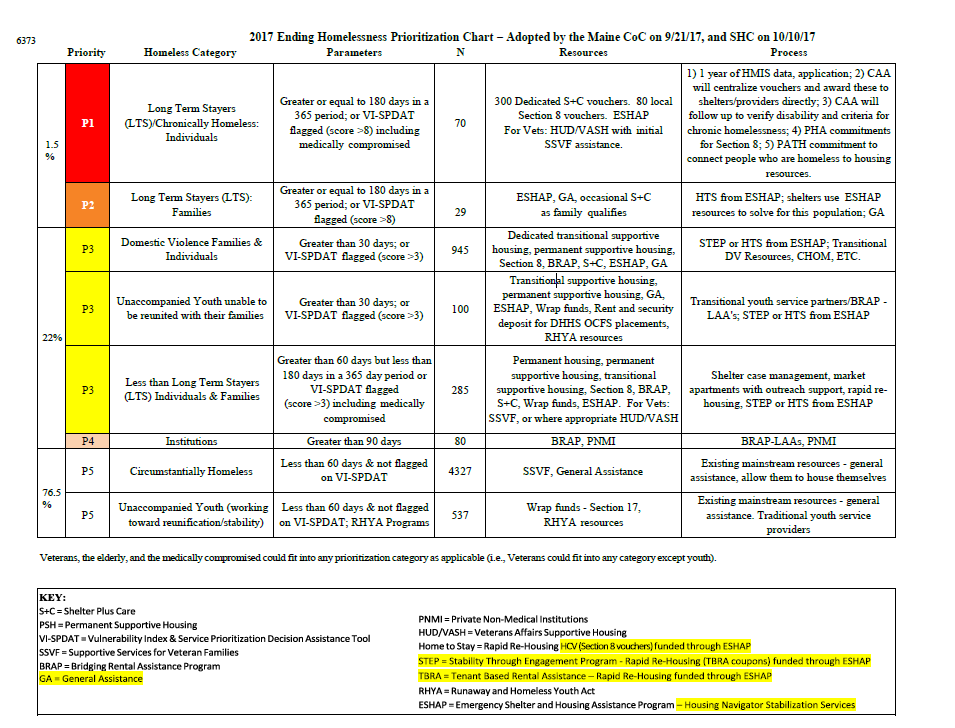 2017 Ending Homelessness Prioritization Chart – Adopted by the Maine CoC on 9/21/17, and SHC on 10/10/17
6373
Priority Homeless Category Parameters N Resources Process
1.5
%
P1
Long Term Stayers
(LTS)/Chronically Homeless:
Individuals
Greater or equal to 180 days in a
365 period; or VI-SPDAT
flagged (score >8) including
medically compromised
70
300 Dedicated S+C vouchers. 80 local
Section 8 vouchers. ESHAP
For Vets: HUD/VASH with initial
SSVF assistance.
1) 1 year of HMIS data, application; 2) CAA
will centralize vouchers and award these to
shelters/providers directly; 3) CAA will
follow up to verify disability and criteria for
chronic homelessness; 4) PHA commitments
for Section 8; 5) PATH commitment to
connect people who are homeless to housing
resources.
P2
Long Term Stayers (LTS):
Families
Greater or equal to 180 days in a
365 period; or VI-SPDAT
flagged (score >8)
29
ESHAP, GA, occasional S+C
as family qualifies
HTS from ESHAP; shelters use ESHAP
resources to solve for this population; GA
22%
P3
Domestic Violence Families &
Individuals
Greater than 30 days; or
VI-SPDAT flagged (score >3)
945
Dedicated transitional supportive
housing, permanent supportive housing,
Section 8, BRAP, S+C, ESHAP, GA
STEP or HTS from ESHAP; Transitional
DV Resources, CHOM, ETC.
P3
Unaccompanied Youth unable to
be reunited with their families
Greater than 30 days; or
VI-SPDAT flagged (score >3)
100
Transitional supportive housing,
permanent supportive housing, GA,
ESHAP, Wrap funds, Rent and security
deposit for DHHS OCFS placements,
RHYA resources
Transitional youth service partners/BRAP -
LAA's; STEP or HTS from ESHAP
P3
Less than Long Term Stayers
(LTS) Individuals & Families
Greater than 60 days but less than
180 days in a 365 day period or
VI-SPDAT flagged
(score >3) including medically
compromised
285
Permanent housing, permanent
supportive housing, transitional
supportive housing, Section 8, BRAP,
S+C, Wrap funds, ESHAP. For Vets:
SSVF, or where appropriate HUD/VASH
Shelter case management, market
apartments with outreach support, rapid re-
housing, STEP or HTS from ESHAP
P4
Institutions
Greater than 90 days
80
BRAP, PNMI
BRAP-LAAs, PNMI
76.5
%
P5
Circumstantially Homeless
Less than 60 days & not flagged
on VI-SPDAT
4327
SSVF, General Assistance
Existing mainstream resources - general
assistance, allow them to house themselves
P5
Unaccompanied Youth (working
toward reunification/stability)
Less than 60 days & not flagged
on VI-SPDAT; RHYA Programs
537
Wrap funds - Section 17,
RHYA resources
Existing mainstream resources - general
assistance. Traditional youth service
providers
Veterans, the elderly, and the medically compromised could fit into any prioritization category as applicable (i.e., Veterans could fit into any category except youth).
KEY:
S+C = Shelter Plus Care
PSH = Permanent Supportive Housing
VI-SPDAT = Vulnerability Index & Service Prioritization Decision Assistance Tool
SSVF = Supportive Services for Veteran Families
BRAP = Bridging Rental Assistance Program
GA = General Assistance
PNMI = Private Non-Medical Institutions
HUD/VASH = Veterans Affairs Supportive Housing
Home to Stay = Rapid Re-Housing HCV (Section 8 vouchers) funded through ESHAP
STEP = Stability Through Engagement Program - Rapid Re-Housing (TBRA coupons) funded through ESHAP
TBRA = Tenant Based Rental Assistance – Rapid Re-Housing funded through ESHAP
RHYA = Runaway and Homeless Youth Act
ESHAP = Emergency Shelter and Housing Assistance Program – Housing Navigator Stabilization Services